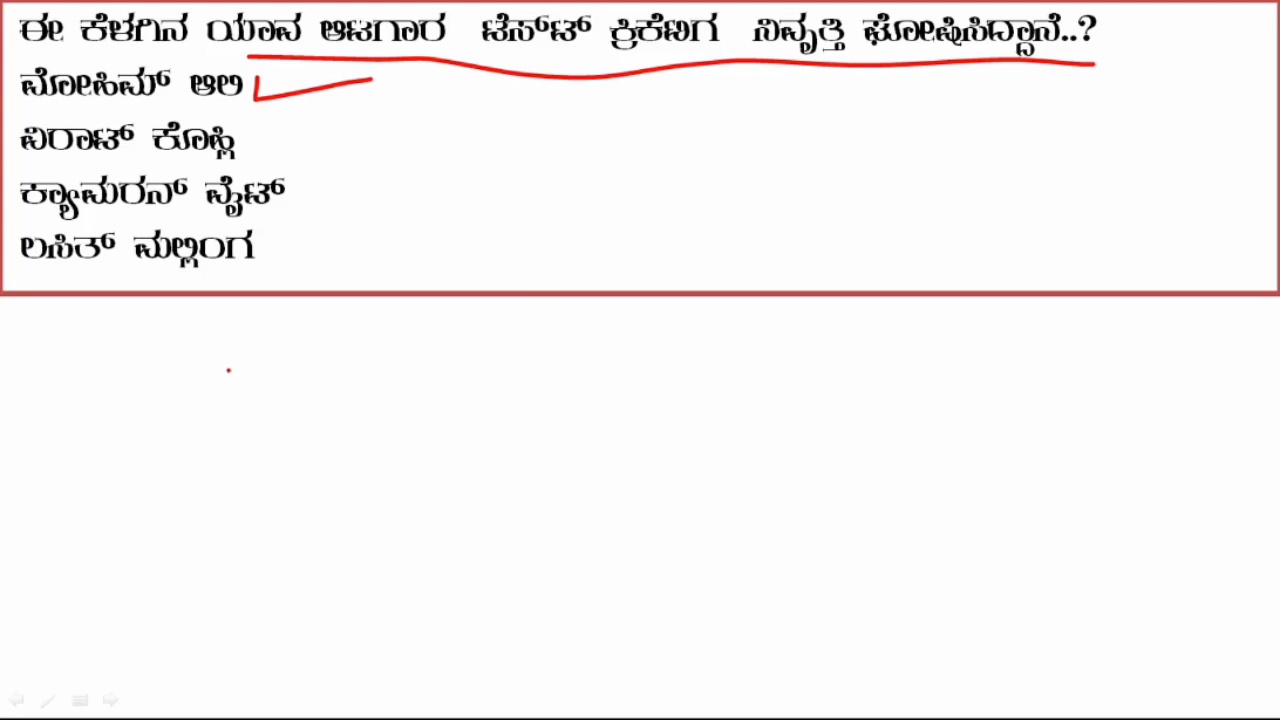 ಈ ಕೆಳಗಿನ ಯಾವ ಆಟಗಾರ ಟೆಸ್ಟ್ ಕ್ರಿಕೆಟಿಗ ನಿವೃತ್ತಿ ಘೋಷಿಸಿದ್ದಾನೆ..?
ಮೋಹಿಮ್ ಆಲಿ
ವಿರಾಟ್ ಕೊಹ್ಲಿ
ಕ್ಯಾಮರನ್ ವೈಟ್
ಲಸಿತ್ ಮಲ್ಲಿಂಗ